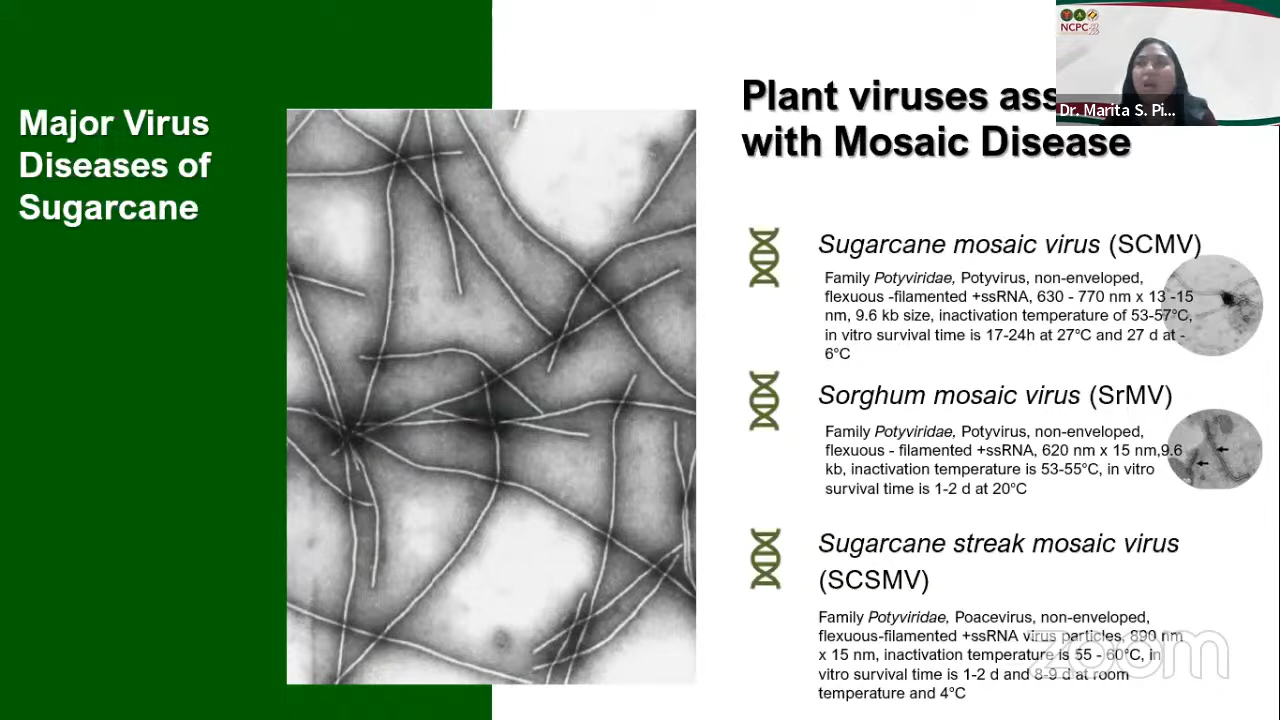 Major Virus
Diseases of
Sugarcane
Plant viruses ass
with Mosaic Disease
NCPC
Dr. Marita S. Pi...
Sugarcane mosaic virus (SCMV)
Family Potyviridae, Potyvirus, non-enveloped,
flexuous -filamented +ssRNA, 630 - 770 nm x 13 -15
nm, 9.6 kb size, inactivation temperature of 53-57°C,
in vitro survival time is 17-24h at 27°C and 27 d at -
6°C
Sorghum mosaic virus (SrMV)
Family Potyviridae, Potyvirus, non-enveloped,
flexuous - filamented +ssRNA, 620 nm x 15 nm,9.6
kb, inactivation temperature is 53-55°C, in vitro
survival time is 1-2 d at 20°C
Sugarcane streak mosaic virus
(SCSMV)
Family Potyviridae, Poacevirus, non-enveloped,
flexuous-filamented +ssRNA virus particles, 890 nm
x 15 nm, inactivation temperature is 55 - 60°C, in
vitro survival time is 1-2 d and 8-9 d at room
temperature and 4°C
zoom